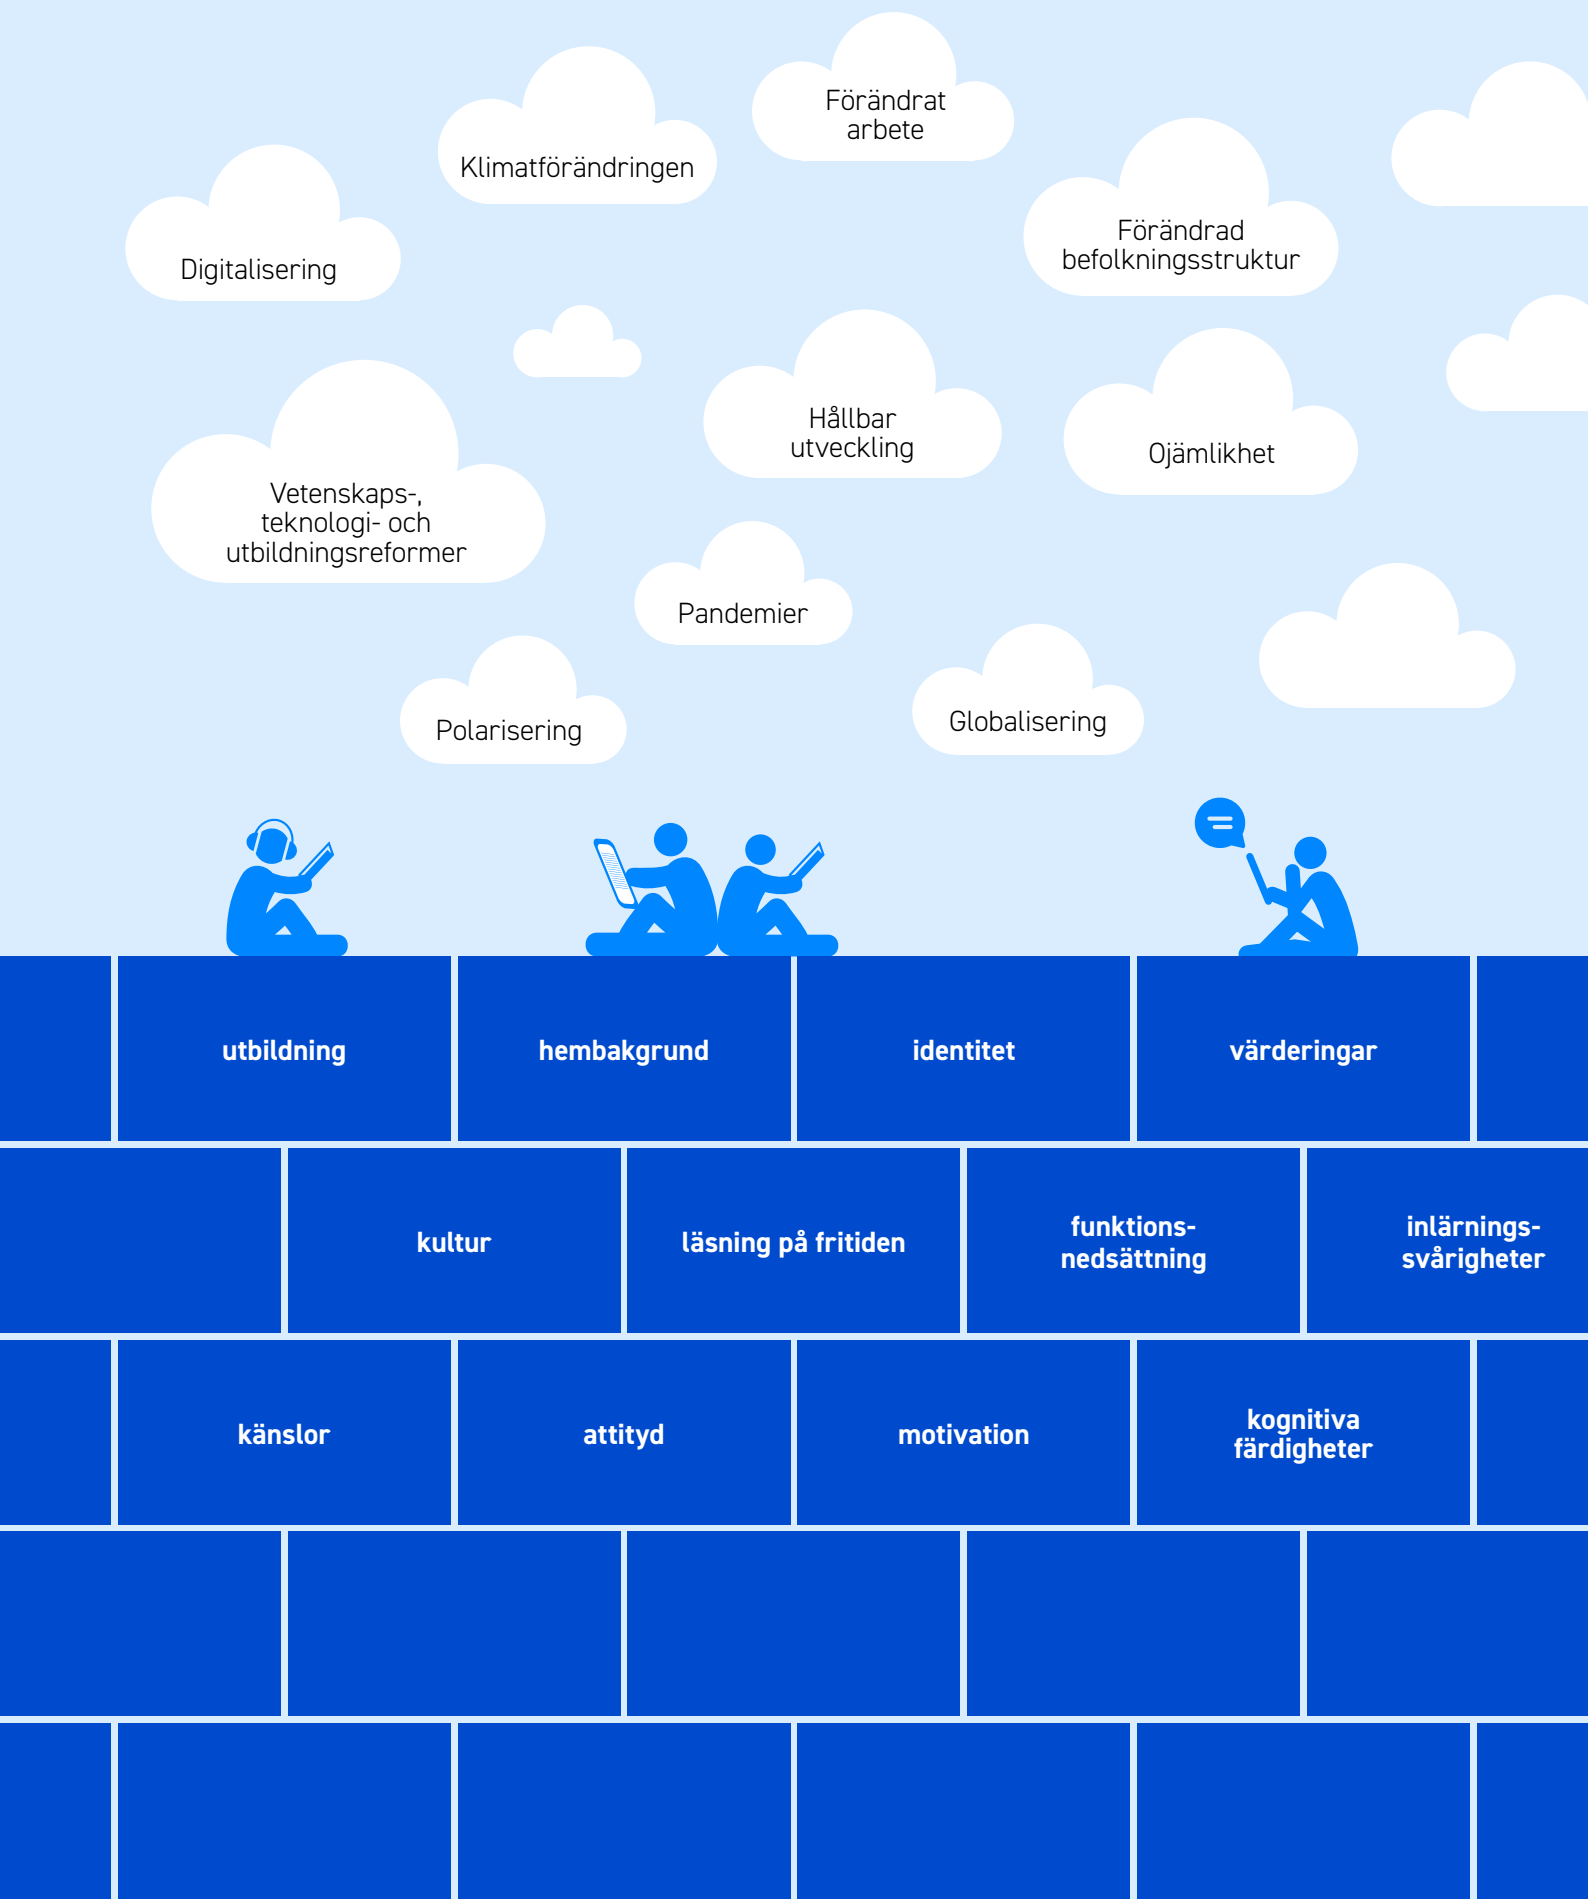 Förändrat
arbete
Klimatförändringen
Förändrad
befolkningsstruktur
Digitalisering
Hållbar
utveckling
Ojämlikhet
Vetenskaps-,
teknologi- och
utbildningsreformer
Pandemier
Polarisering
Globalisering
utbildning
hembakgrund
identitet
värderingar
kultur
läsning på fritiden
funktions-
nedsättning
inlärnings-
svårigheter
känslor
attityd
motivation
kognitiva
färdigheter